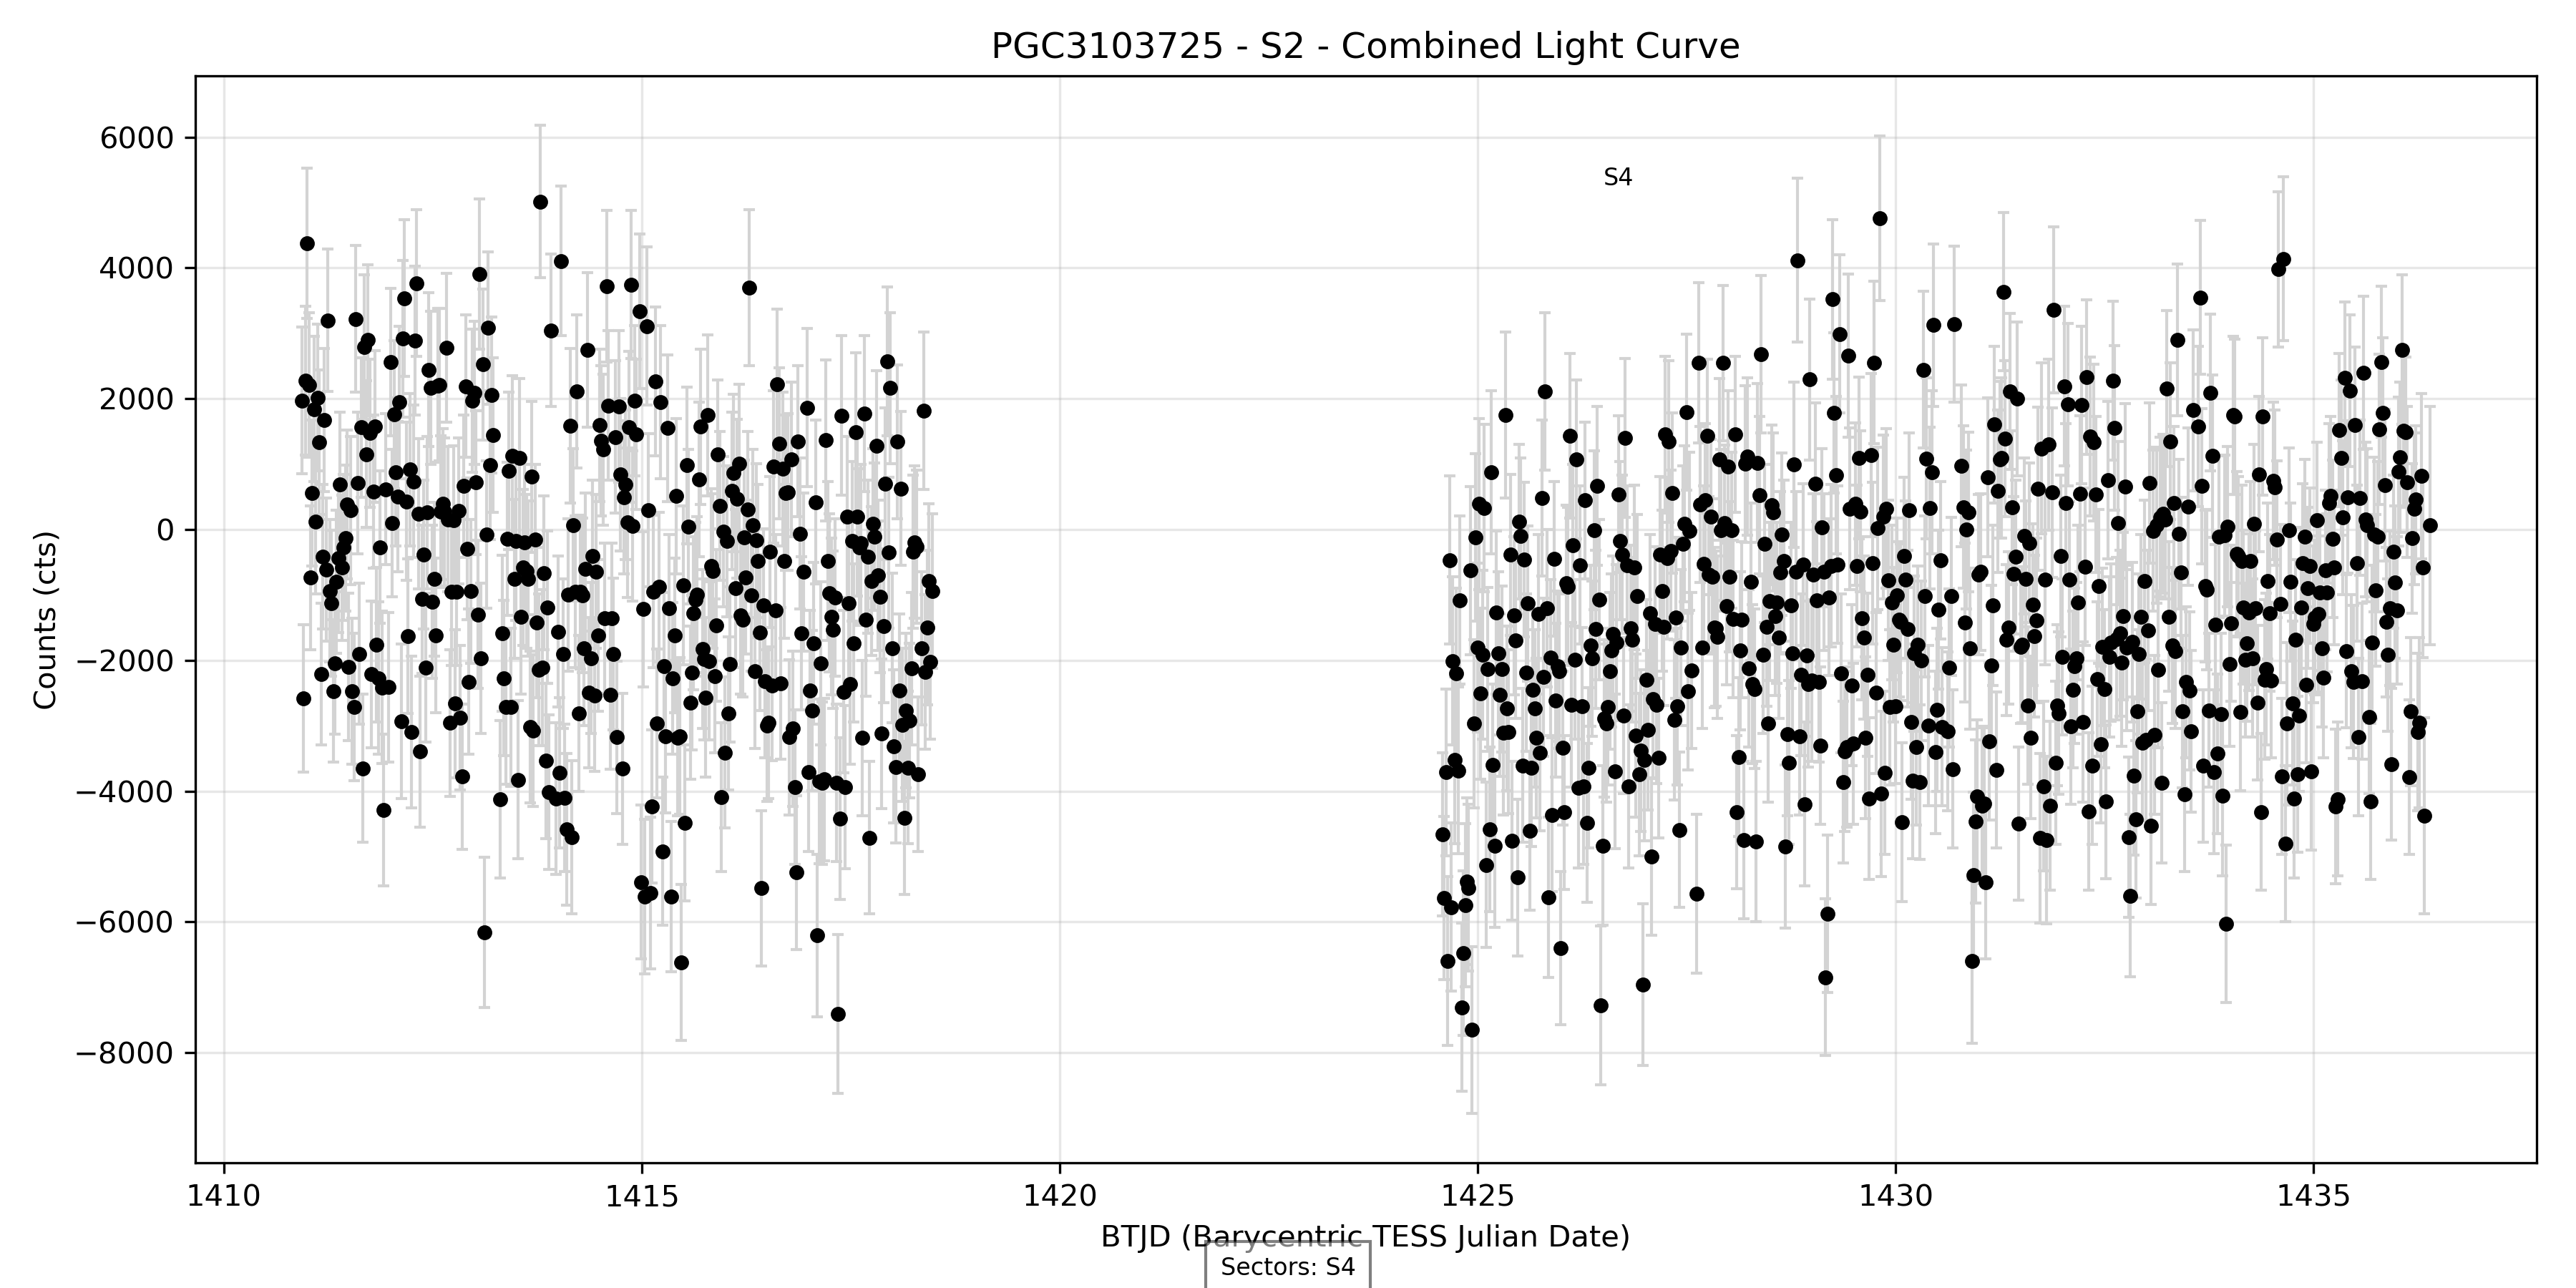 PGC3103725 - S2 - Combined Light Curve
6000
4000
2000
0
−2000
−4000
−6000
−8000
Counts (cts)
S4
1410
1415
1420
1425
1430
1435
BTJD (Barycentric TESS Julian Date)
Sectors: S4